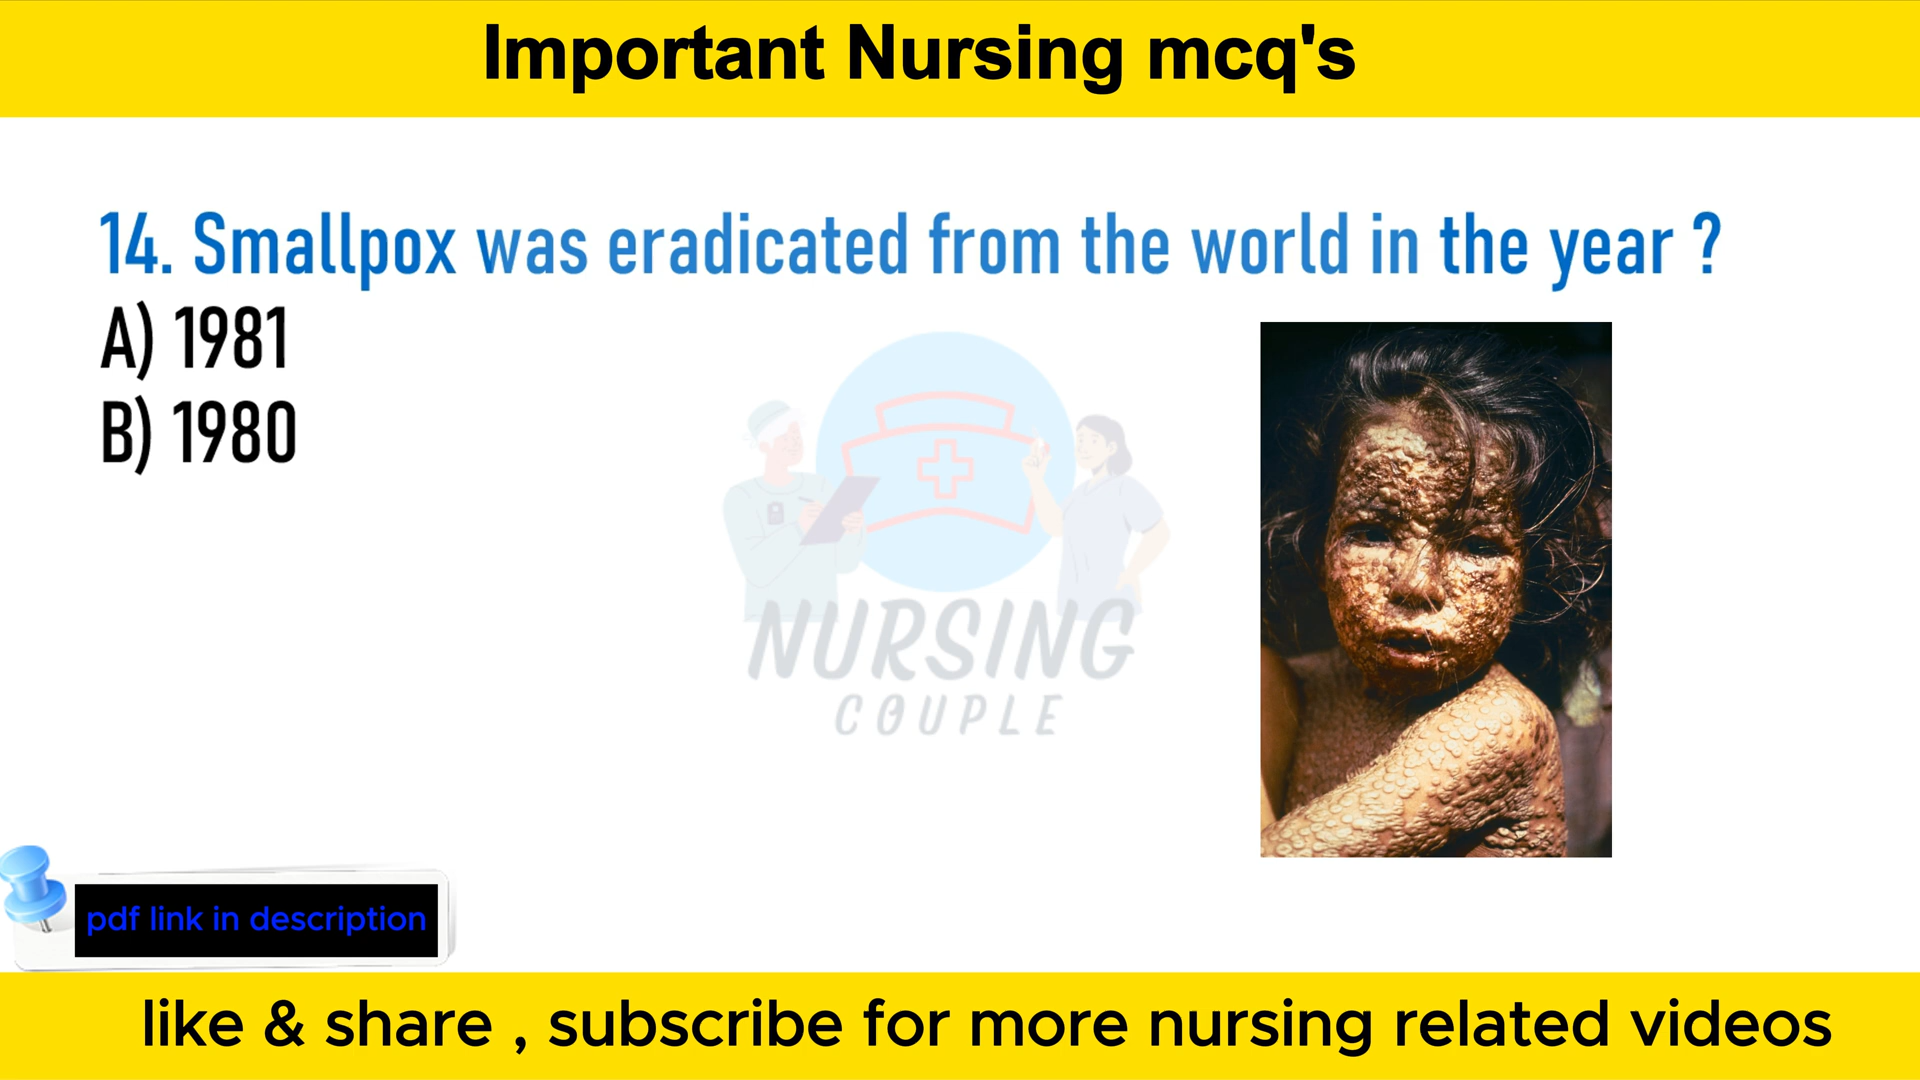 Important Nursing mcq's
14. Smallpox was eradicated from the world in the year ?
A) 1981
B) 1980
NURSING
COUPLE
pdf link in description
like & share , subscribe for more nursing related videos